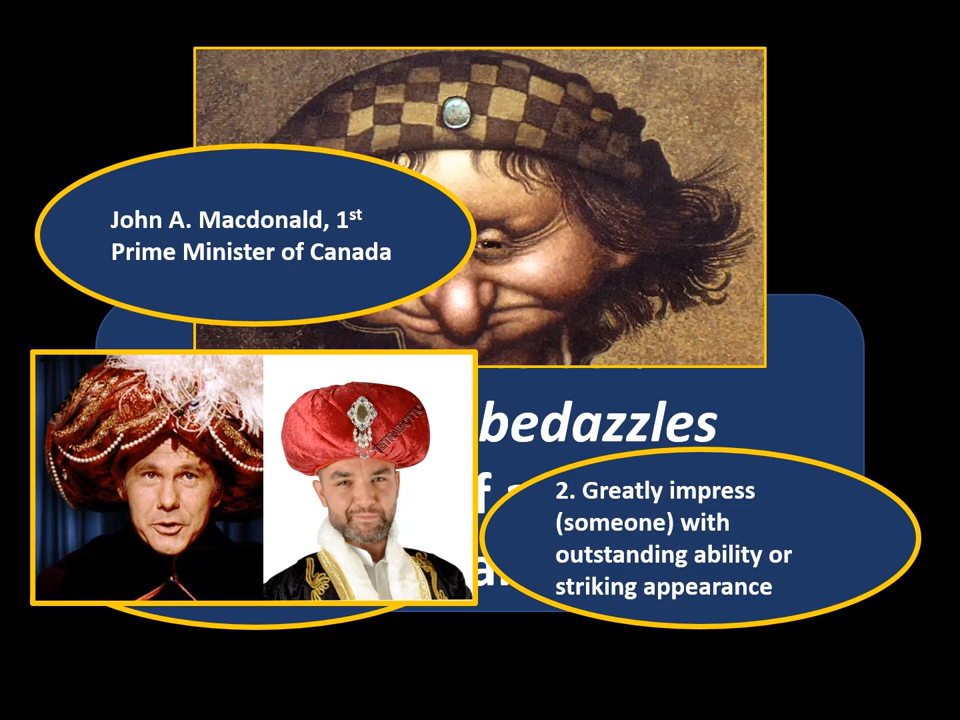 John A. Macdonald, 1st
Prime Minister of Canada
bedazzles
2. Greatly impress
(someone) with
outstanding ability or
striking appearance